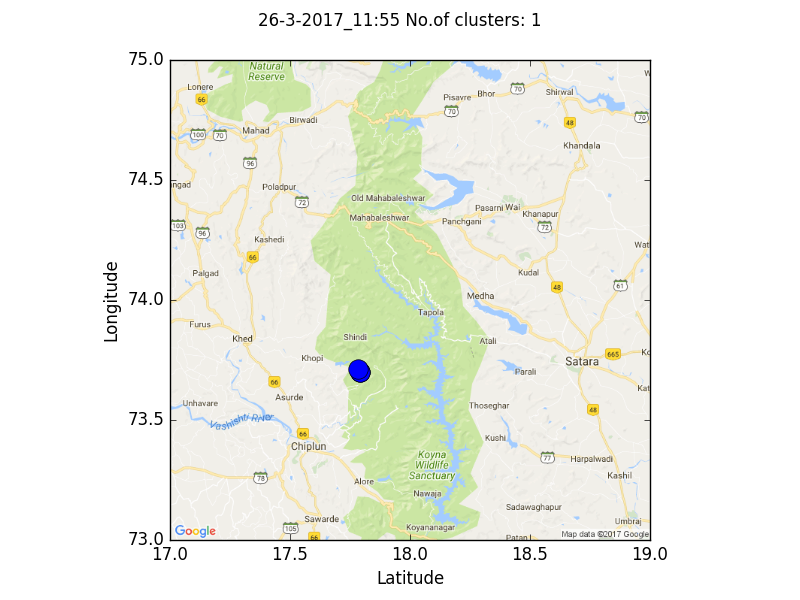 26-3-2017_11:55 No.of clusters: 1
75.0
74.5
74.0
73.5
73.0
17.0
17.5
18.0
18.5
19.0
Longitude
Latitude
Natural
Reserve
Lonere
66
Pisavre
Bhor
70
Shirwal
70
70
100
70
Mahad
Birwadi
48
Khandala
96
ngad
Poladpur
72
Old Mahabaleshwar
Mahabaleshwar
Pasarni Wai
Panchgani
Khanapur
72
103
96
Kashedi
66
Wat
Palgad
Kudal
48
61
Medha
Furus
Khed
Shindi
Tapola
Atali
Khopi
Satara
665
Ko
66
Parali
Kat
Unhavare
Asurde
Thoseghar
48
Vashishti River
66
Chiplun
Kushi
77
Harpalwadi
Koyna
Wildlife
Sanctuary
78
Alore
Nawaja
Kashil
Sadawaghapur
Sawarde
105
66
Koyananagar
Patan
Umbraj
Google
Map data ©2017 Google